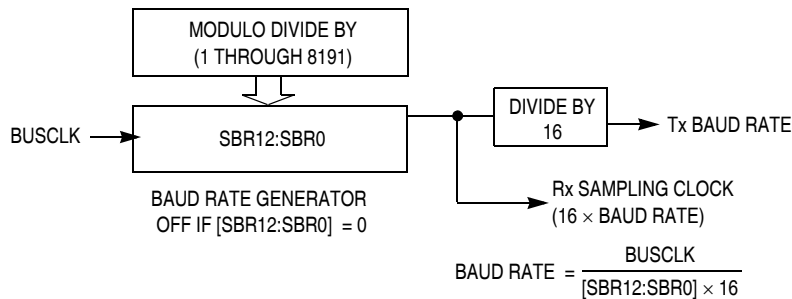 MODULO DIVIDE BY
(1 THROUGH 8191)
BUSCLK
SBR12:SBR0
DIVIDE BY
16
Tx BAUD RATE
BAUD RATE GENERATOR
OFF IF [SBR12:SBR0] = 0
Rx SAMPLING CLOCK
(16 × BAUD RATE)
BAUD RATE =
BUSCLK
[SBR12:SBR0] × 16